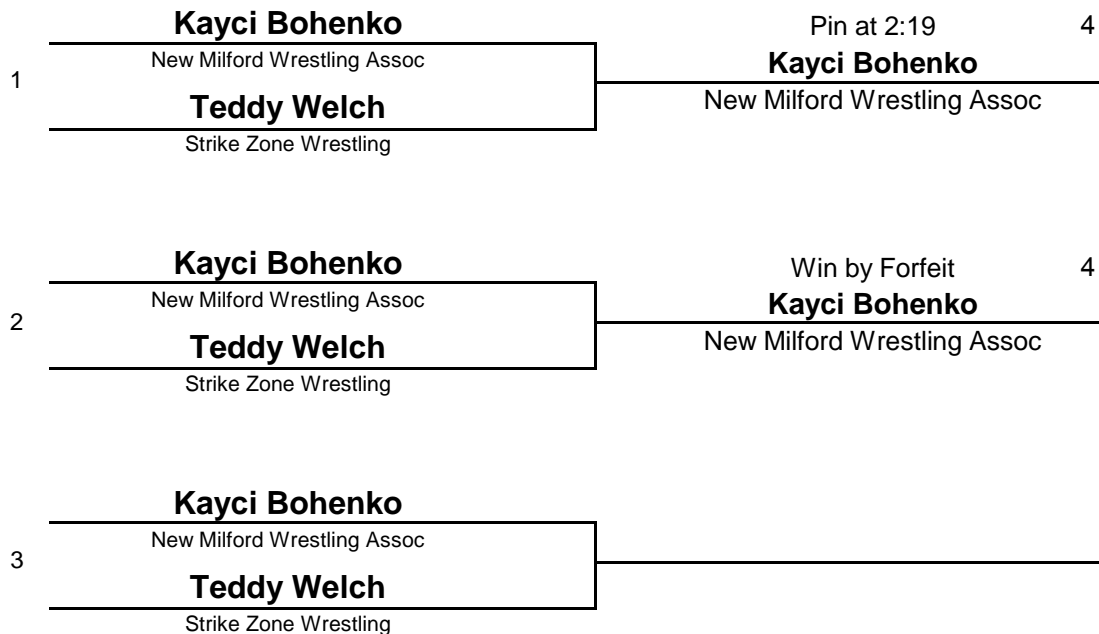 Kayci Bohenko
New Milford Wrestling Assoc
1
Teddy Welch
Strike Zone Wrestling
Pin at 2:19 4
Kayci Bohenko
New Milford Wrestling Assoc
Kayci Bohenko
New Milford Wrestling Assoc
2
Teddy Welch
Strike Zone Wrestling
Win by Forfeit 4
Kayci Bohenko
New Milford Wrestling Assoc
Kayci Bohenko
New Milford Wrestling Assoc
3
Teddy Welch
Strike Zone Wrestling